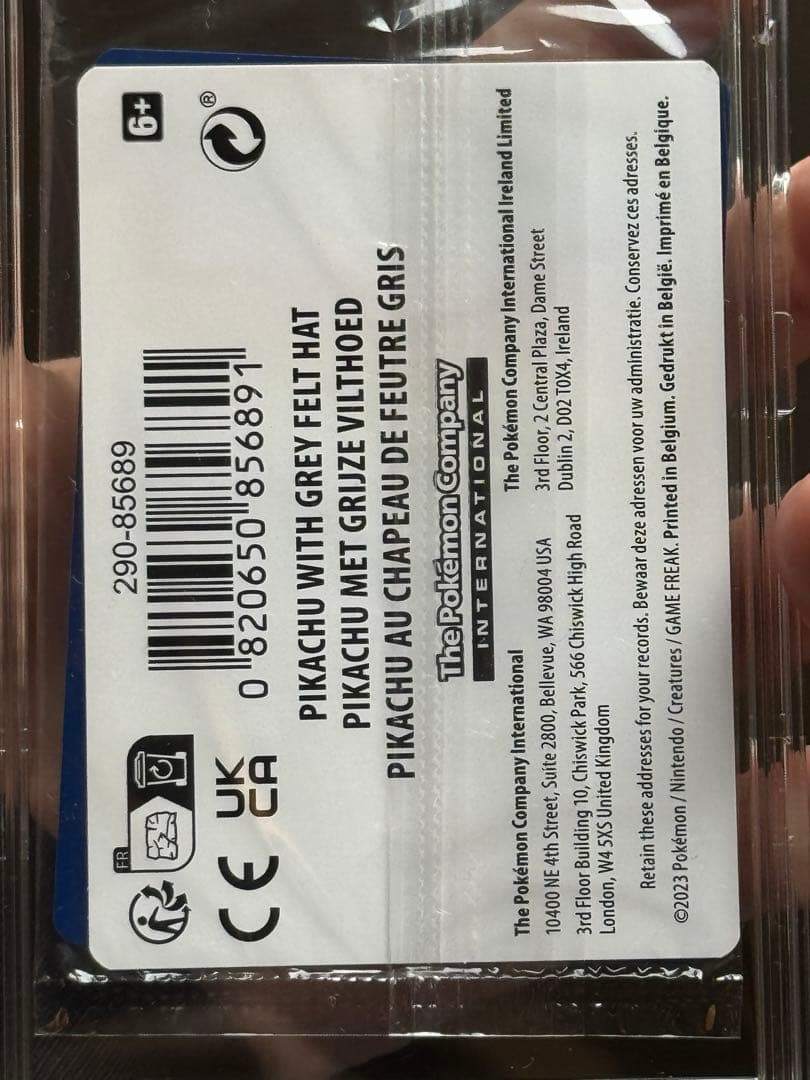 6+
®
290-85689
0 820650 856891
FR
CE
UK
CA
PIKACHU WITH GREY FELT HAT
PIKACHU MET GRIJZE VILTHOED
PIKACHU AU CHAPEAU DE FEUTRE GRIS
The Pokémon Company
INTERNATIONAL
The Pokémon Company International
10400 NE 4th Street, Suite 2800, Bellevue, WA 98004 USA
3rd Floor Building 10, Chiswick Park, 566 Chiswick High Road
London, W4 5XS United Kingdom
The Pokémon Company International Ireland Limited
3rd Floor, 2 Central Plaza, Dame Street
Dublin 2, D02 T0X4, Ireland
Retain these addresses for your records. Bewaar deze adressen voor uw administratie. Conservez ces adresses.
©2023 Pokémon / Nintendo / Creatures / GAME FREAK. Printed in Belgium. Gedrukt in België. Imprimé en Belgique.